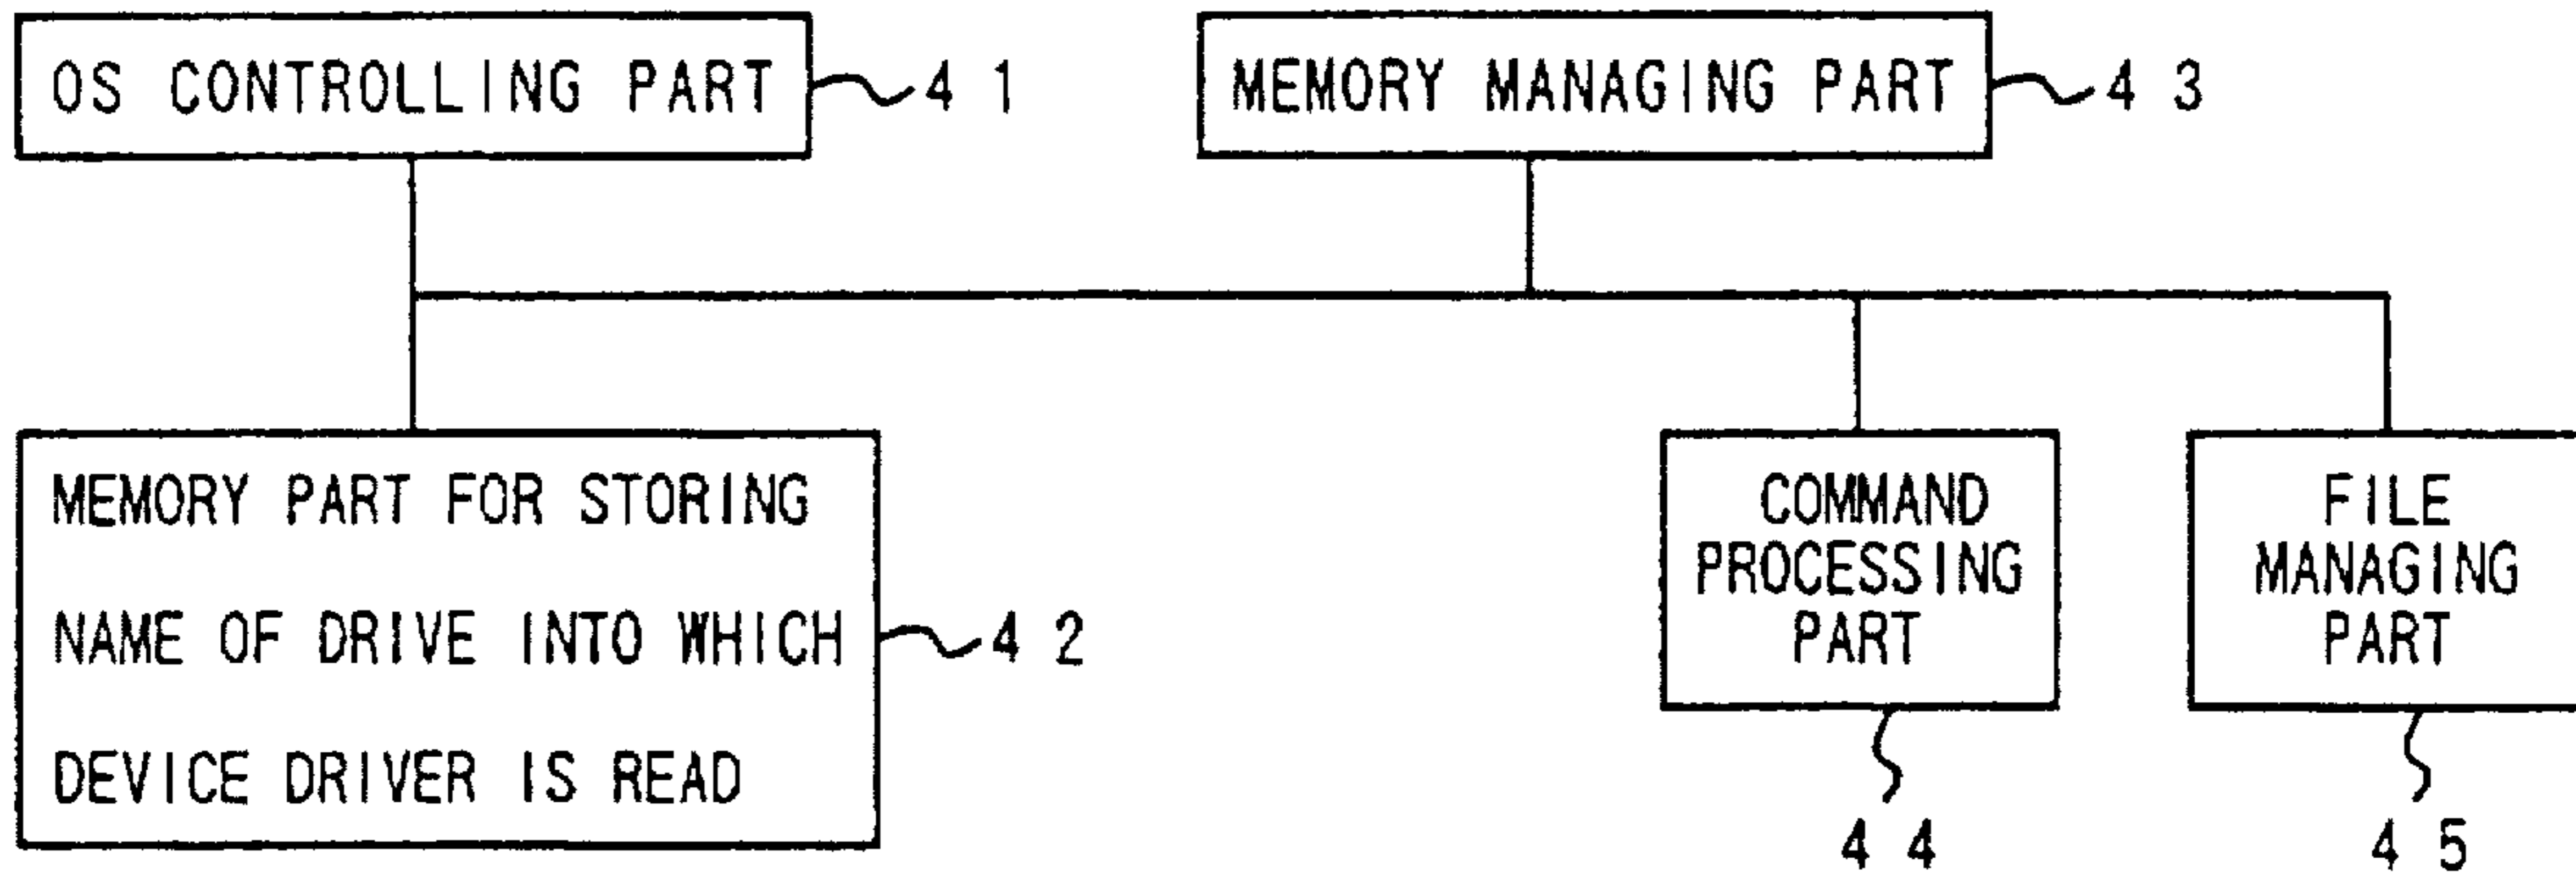 OS CONTROLLING PART
41
MEMORY MANAGING PART
43
MEMORY PART FOR STORING
NAME OF DRIVE INTO WHICH
DEVICE DRIVER IS READ
42
COMMAND
PROCESSING
PART
44
FILE
MANAGING
PART
45